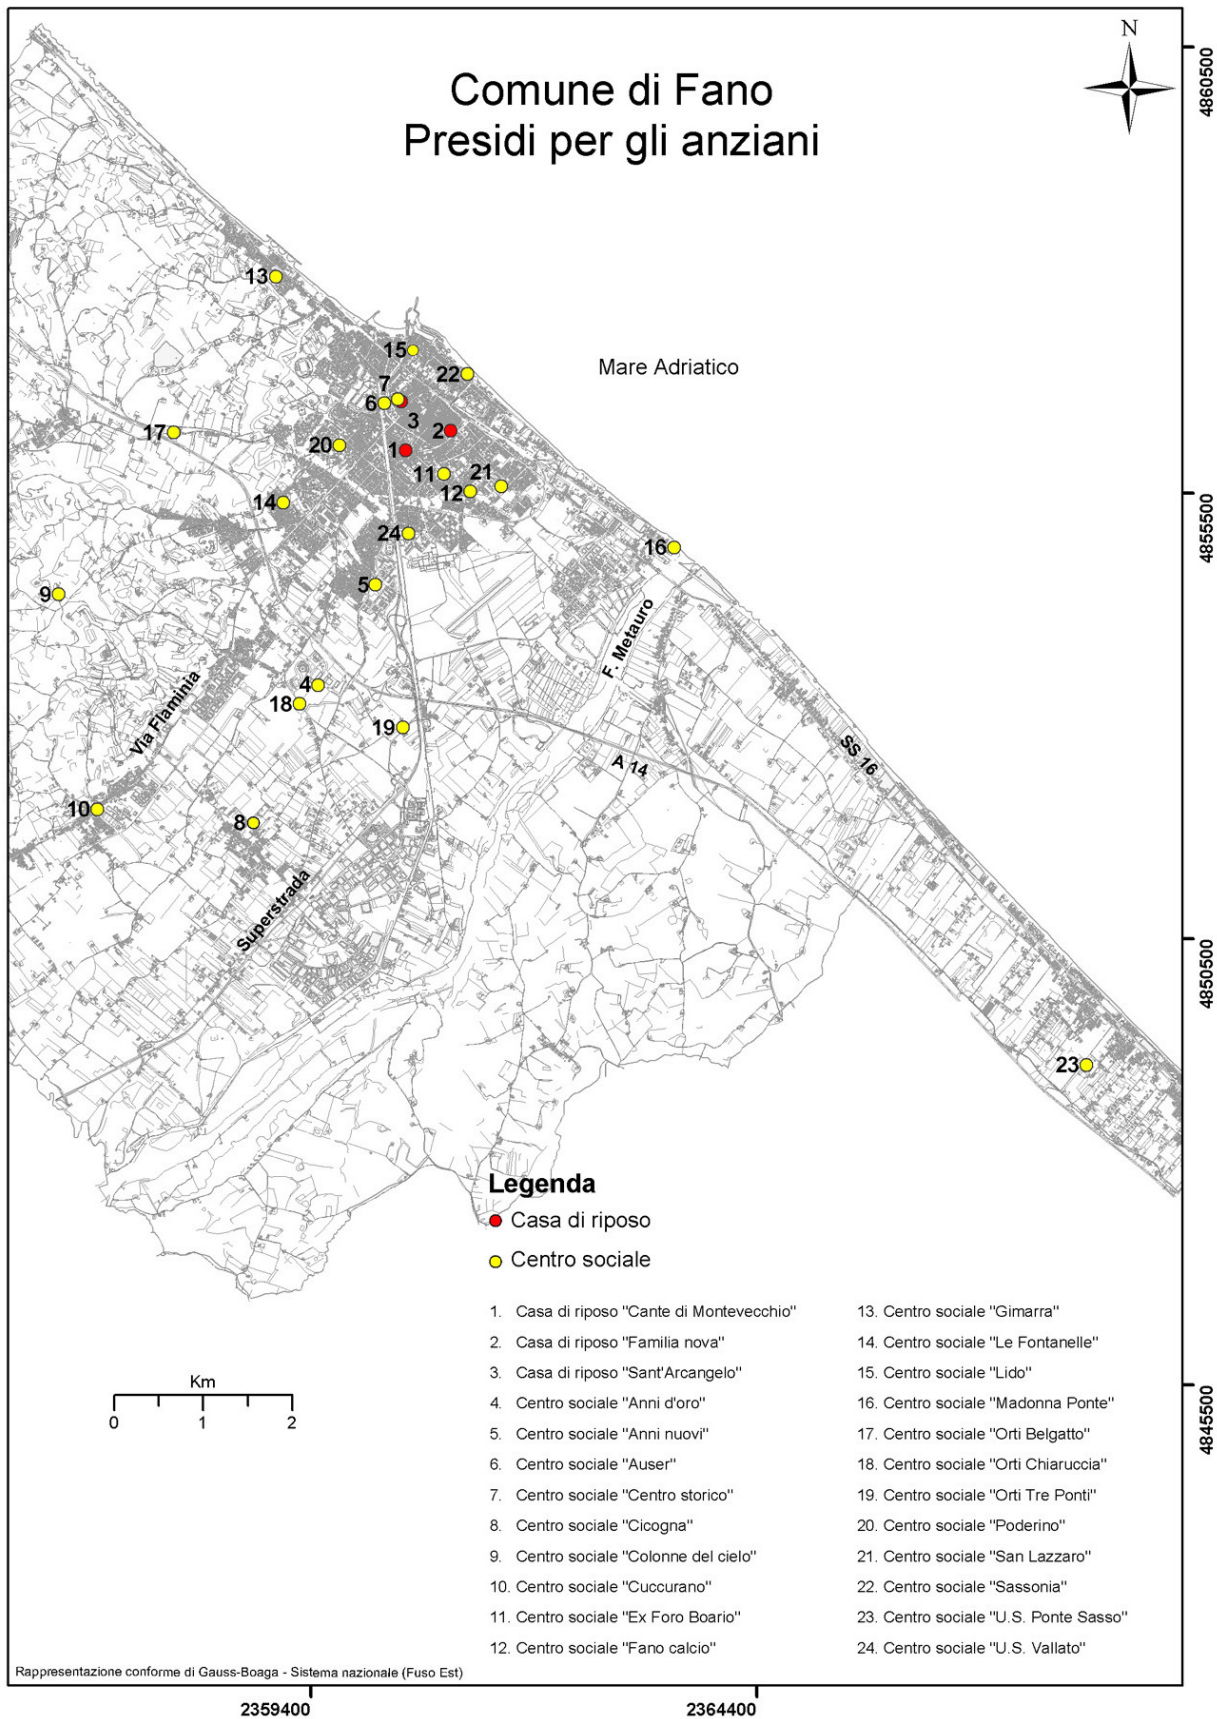 N
4860500
Comune di Fano
Presidi per gli anziani
13
15
22
Mare Adriatico
7
6
3
17
2
20
1
11
21
12
14
4855500
24
16
5
9
F. Metauro
4
18
Via Flaminia
19
SS 16
A 14
10
8
Superstrada
4850500
23
Legenda
Casa di riposo
Centro sociale
1. Casa di riposo "Cante di Montevecchio"
2. Casa di riposo "Familia nova"
3. Casa di riposo "Sant'Arcangelo"
4. Centro sociale "Anni d'oro"
5. Centro sociale "Anni nuovi"
6. Centro sociale "Auser"
7. Centro sociale "Centro storico"
8. Centro sociale "Cicogna"
9. Centro sociale "Colonne del cielo"
10. Centro sociale "Cuccurano"
11. Centro sociale "Ex Foro Boario"
12. Centro sociale "Fano calcio"
13. Centro sociale "Gimarra"
14. Centro sociale "Le Fontanelle"
15. Centro sociale "Lido"
16. Centro sociale "Madonna Ponte"
17. Centro sociale "Orti Belgatto"
18. Centro sociale "Orti Chiaruccia"
19. Centro sociale "Orti Tre Ponti"
20. Centro sociale "Poderino"
21. Centro sociale "San Lazzaro"
22. Centro sociale "Sassonia"
23. Centro sociale "U.S. Ponte Sasso"
24. Centro sociale "U.S. Vallato"
Km
0 1 2
4845500
Rappresentazione conforme di Gauss-Boaga - Sistema nazionale (Fuso Est)
2359400
2364400